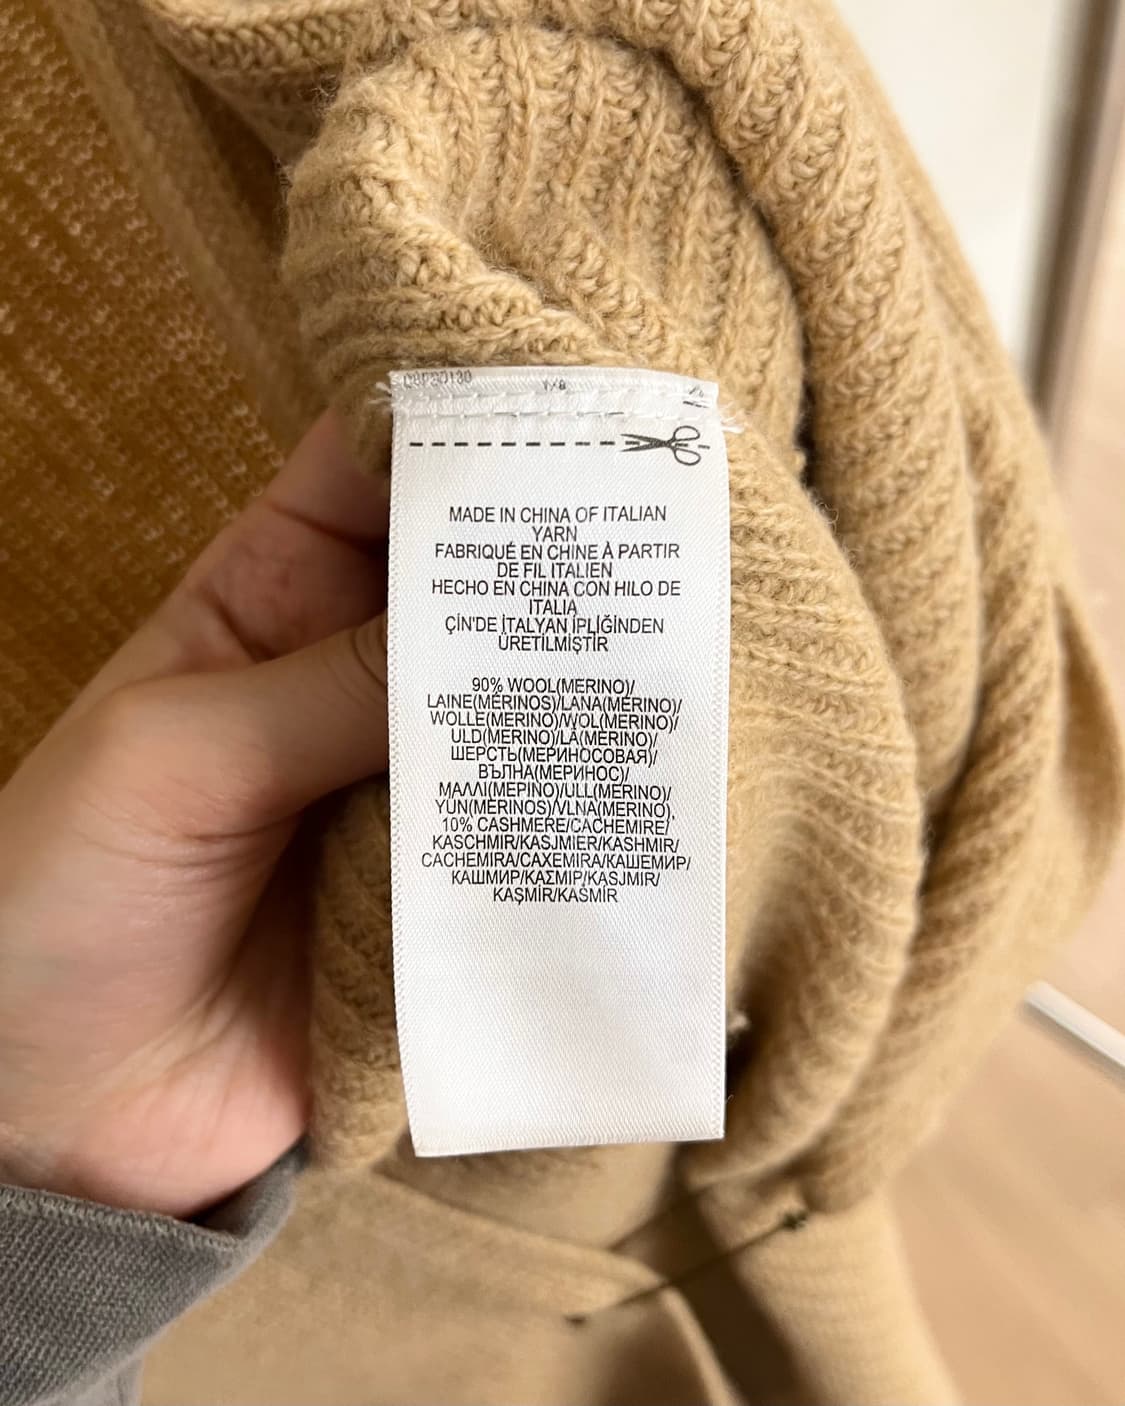 1/8
MADE IN CHINA OF ITALIAN
YARN
FABRIQUÉ EN CHINE À PARTIR
DE FIL ITALIEN
HECHO EN CHINA CON HILO DE
ITALIA
ÇİN'DE İTALYAN İPLİĞİNDEN
ÜRETİLMİŞTİR
90% WOOL(MERINO)/
LAINE(MÉRINOS)/LANA(MERINO)/
WOLLE(MERINO)/WOL(MERINO)/
ULD(MERINO)/LÃ(MERINO)/
ШЕРСТЬ(МЕРИНОСОВАЯ)/
ВЪЛНА(МЕРИНОС)/
ΜΑΛΛΙ(ΜΕΡΙΝΟ)/ULL(MERINO)/
YÜN(MERINOS)/VLNA(MERINO),
10% CASHMERE/CACHEMIRE/
KASCHMIR/KASJMIER/KASHMIR/
CACHEMIRA/CAXEMIRA/КАШЕМИР/
КАШМИР/ΚΑΣΜΙΡ/KASJMIR/
KAŞMİR/KAŠMÍR